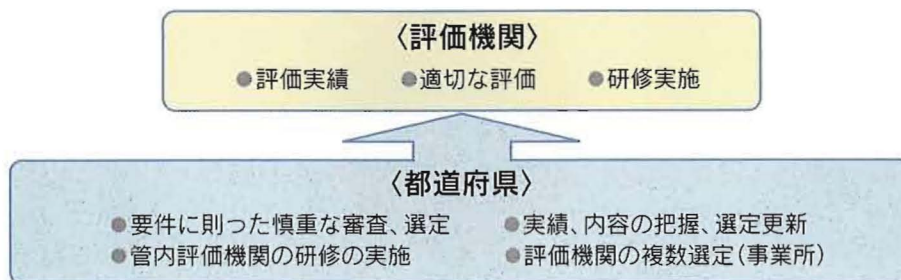 〈評価機関〉
●評価実績 ●適切な評価 ●研修実施
〈都道府県〉
●要件に則った慎重な審査、選定 ●実績、内容の把握、選定更新
●管内評価機関の研修の実施 ●評価機関の複数選定(事業所)